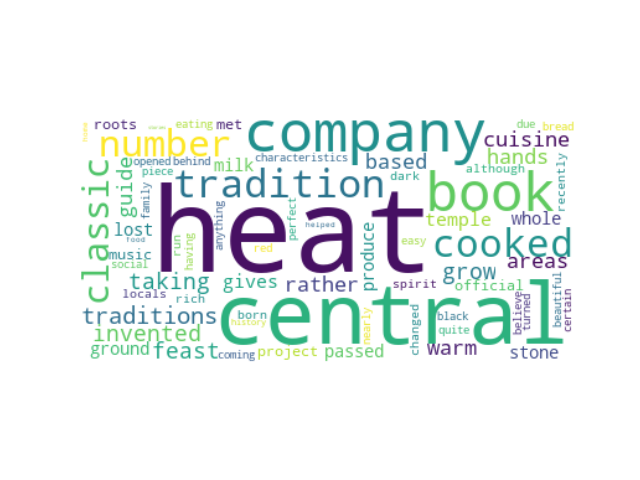 roots
eating
met
due
bread
number
company
cuisine
classic
guide
opened
behind
milk
characteristics
based
hands
although
recently
piece
family
tradition
dark
book
heat
lost
music
food
social
run
having
anything
red
perfect
helped
produce
easy
temple
whole
cooked
areas
taking
gives
rather
spirit
grow
official
locals
rich
traditions
born
central
history
nearly
changed
black
quite
believe
turned
beautiful
certain
invented
ground
feast
coming
project
passed
warm
stone